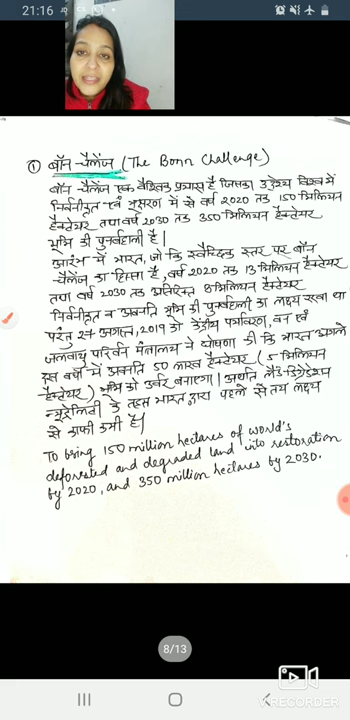 21:16
① बॉन-चैलेंज (The Bonn Challenge)
बॉन-चैलेंज एक वैश्विक प्रयास है जिसका उद्देश्य विश्व में
निर्वनीकृत एवं भूसरण में से वर्ष 2020 तक 150 मिलियन
हैक्टेयर तथा वर्ष 2030 तक 350 मिलियन हैक्टेयर
भूमि की पुनर्बहाली है।
आरंभ में भारत, जो कि स्वैच्छिक स्तर पर बॉन
चैलेंज का हिस्सा है, वर्ष 2020 तक 13 मिलियन हैक्टेयर
तथा वर्ष 2030 तक अतिरिक्त 8 मिलियन हैक्टेयर
निर्वनीकृत व अवनति भूमि की पुनर्बहाली का लक्ष्य रखा था
परंतु 27 अगस्त, 2019 को केंद्रीय पर्यावरण, वन एवं
जलवायु परिवर्तन मंत्रालय ने घोषणा की कि भारत अगले
दस वर्षों में अवनति 50 लाख हैक्टेयर (5 मिलियन
हैक्टेयर) भूमि को उर्वर बनाएगा। अर्थात लैंड-डिग्रेडेशन
न्यूट्रेलिटी के तहत भारत द्वारा पहले से तय लक्ष्य
से काफी कमी है।
To bring 150 million hectares of world's
deforested and degraded land into restoration
by 2020, and 350 million hectares by 2030.
8/13
VRECORDER